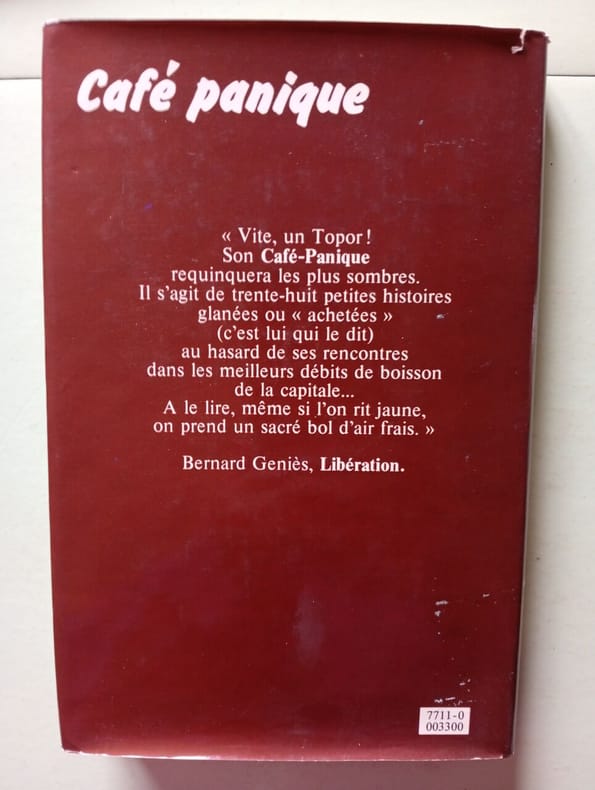 Café panique
« Vite, un Topor !
Son Café-Panique
requinquera les plus sombres.
Il s'agit de trente-huit petites histoires
glanées ou « achetées »
(c'est lui qui le dit)
au hasard de ses rencontres
dans les meilleurs débits de boisson
de la capitale...
A le lire, même si l'on rit jaune,
on prend un sacré bol d'air frais. »
Bernard Geniès, Libération.
7711-0
003300